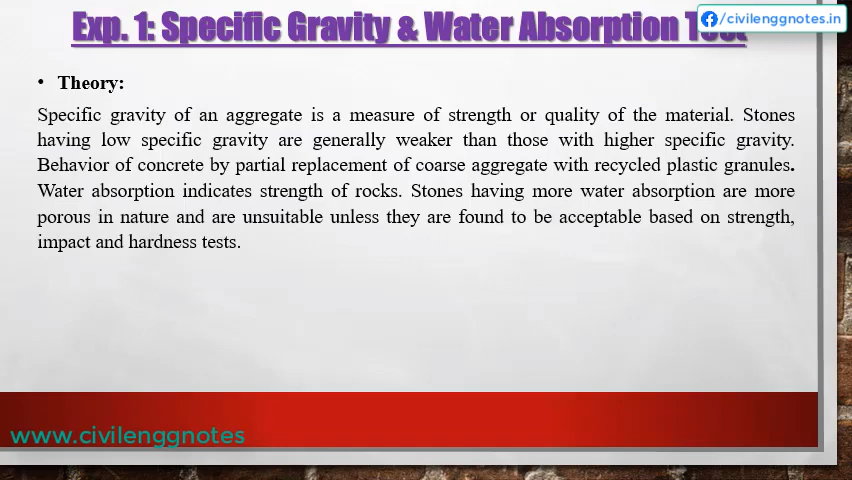 Exp. 1: Specific Gravity & Water Absorption
/civilenggnotes.in
• Theory:
Specific gravity of an aggregate is a measure of strength or quality of the material. Stones
having low specific gravity are generally weaker than those with higher specific gravity.
Behavior of concrete by partial replacement of coarse aggregate with recycled plastic granules.
Water absorption indicates strength of rocks. Stones having more water absorption are more
porous in nature and are unsuitable unless they are found to be acceptable based on strength,
impact and hardness tests.
www.civilenggnotes